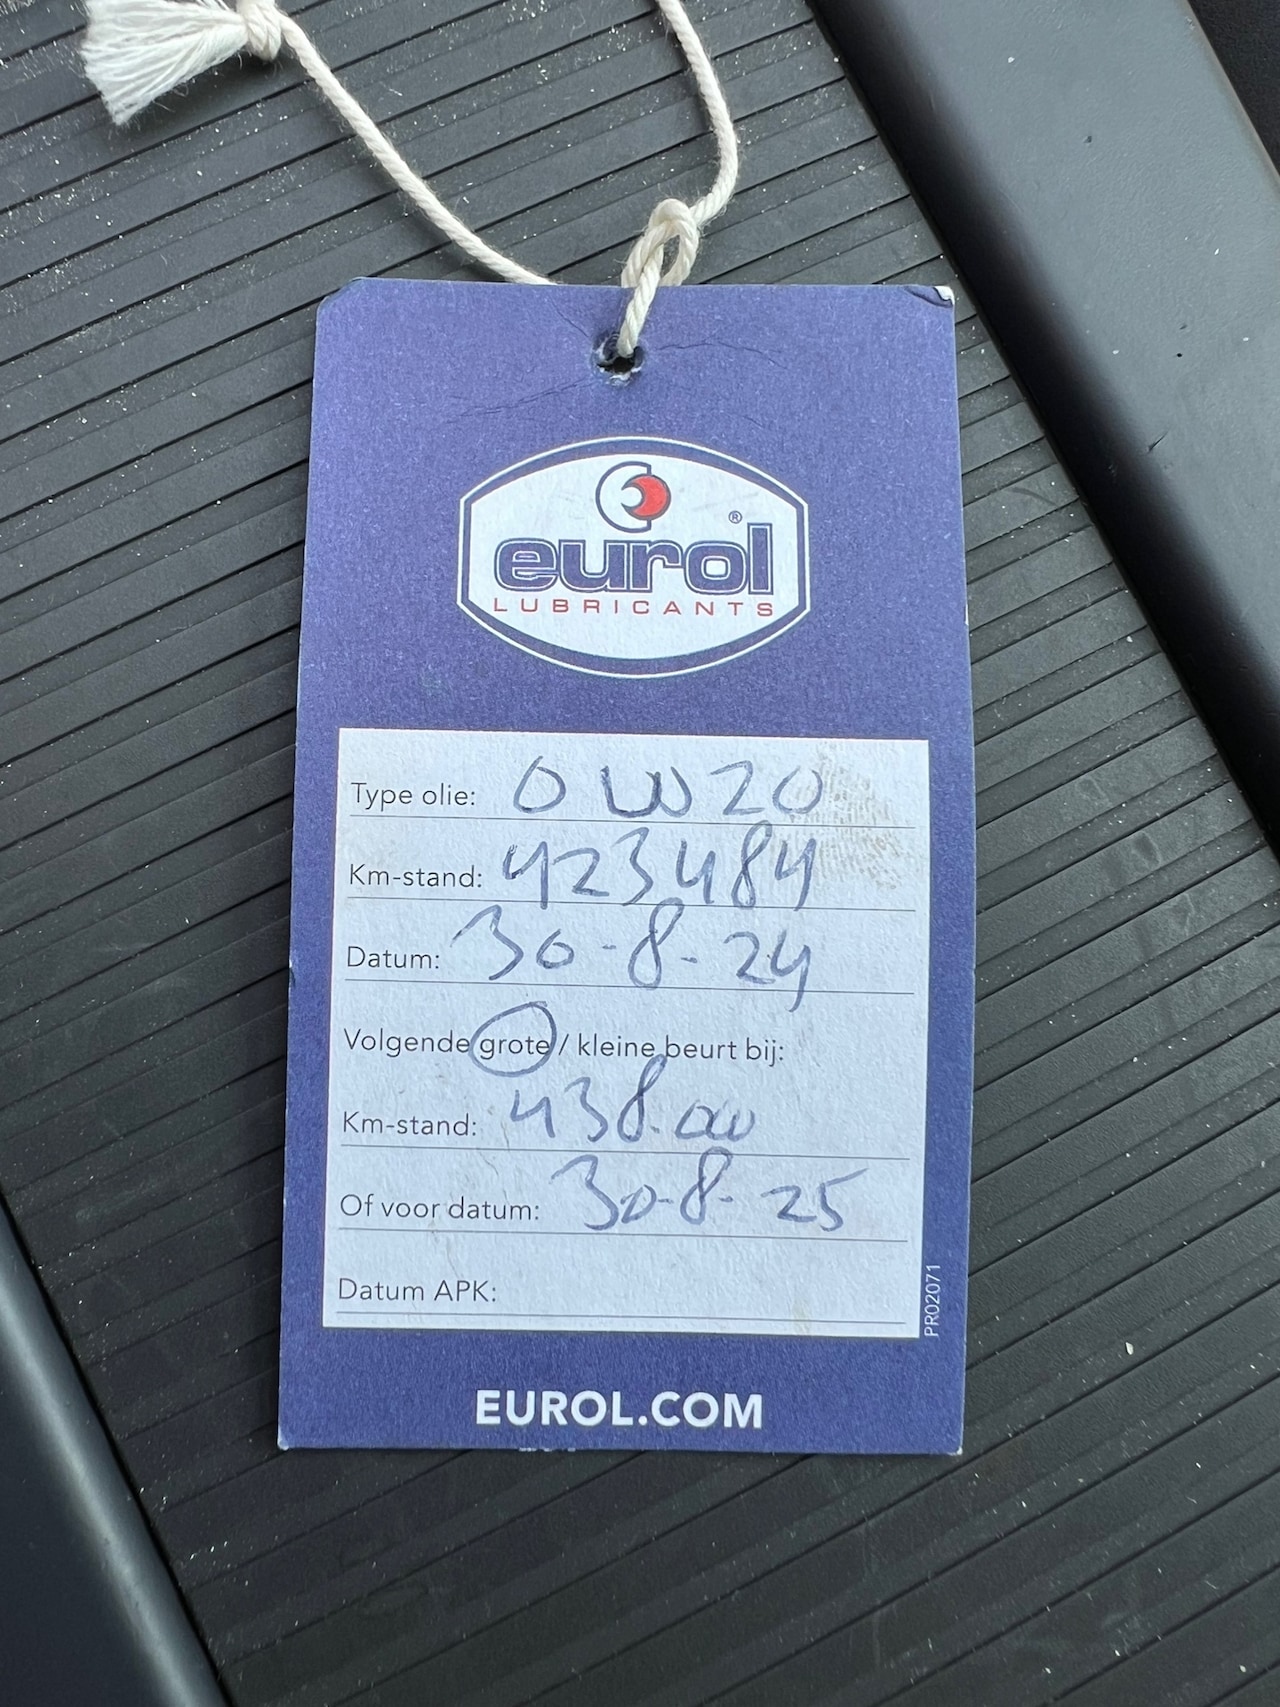 eurol®
LUBRICANTS
Type olie: 0W20
Km-stand: 423484
Datum: 30-8-24
Volgende grote / kleine beurt bij:
Km-stand: 438.000
Of voor datum: 30-8-25
Datum APK:
PR02071
EUROL.COM